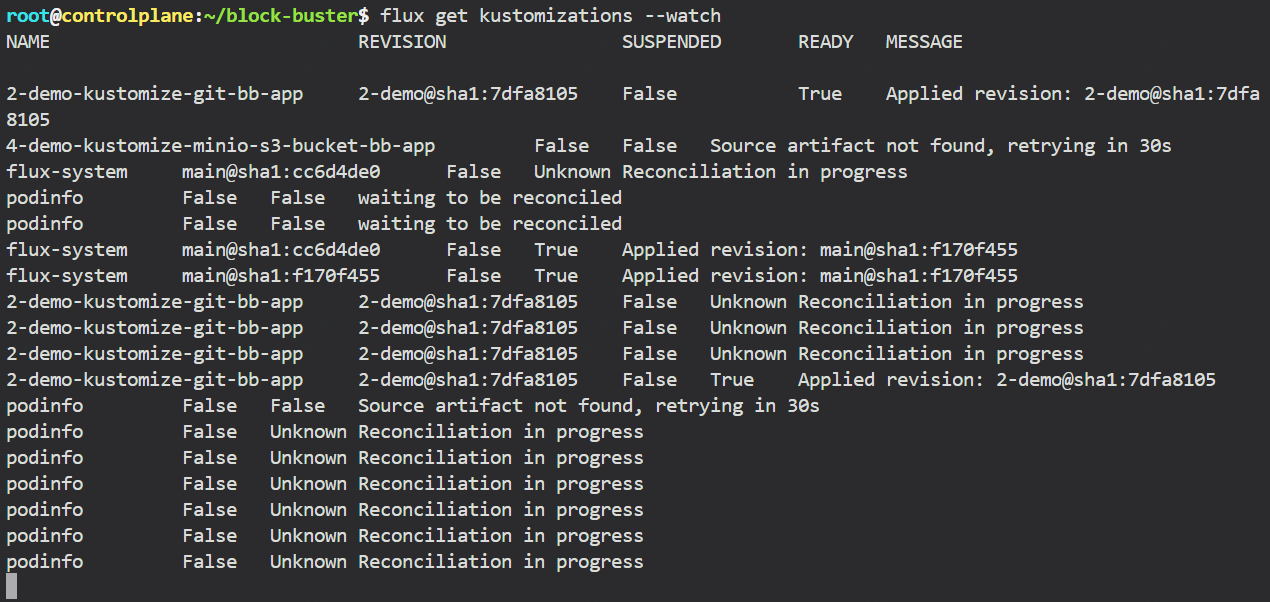 root@controlplane:~/block-buster$ flux get kustomizations --watch
NAME REVISION SUSPENDED READY MESSAGE
2-demo-kustomize-git-bb-app 2-demo@sha1:7dfa8105 False True Applied revision: 2-demo@sha1:7dfa
8105
4-demo-kustomize-minio-s3-bucket-bb-app False False Source artifact not found, retrying in 30s
flux-system main@sha1:cc6d4de0 False Unknown Reconciliation in progress
podinfo False False waiting to be reconciled
podinfo False False waiting to be reconciled
flux-system main@sha1:cc6d4de0 False True Applied revision: main@sha1:f170f455
flux-system main@sha1:f170f455 False True Applied revision: main@sha1:f170f455
2-demo-kustomize-git-bb-app 2-demo@sha1:7dfa8105 False Unknown Reconciliation in progress
2-demo-kustomize-git-bb-app 2-demo@sha1:7dfa8105 False Unknown Reconciliation in progress
2-demo-kustomize-git-bb-app 2-demo@sha1:7dfa8105 False Unknown Reconciliation in progress
2-demo-kustomize-git-bb-app 2-demo@sha1:7dfa8105 False True Applied revision: 2-demo@sha1:7dfa8105
podinfo False False Source artifact not found, retrying in 30s
podinfo False Unknown Reconciliation in progress
podinfo False Unknown Reconciliation in progress
podinfo False Unknown Reconciliation in progress
podinfo False Unknown Reconciliation in progress
podinfo False Unknown Reconciliation in progress
podinfo False Unknown Reconciliation in progress